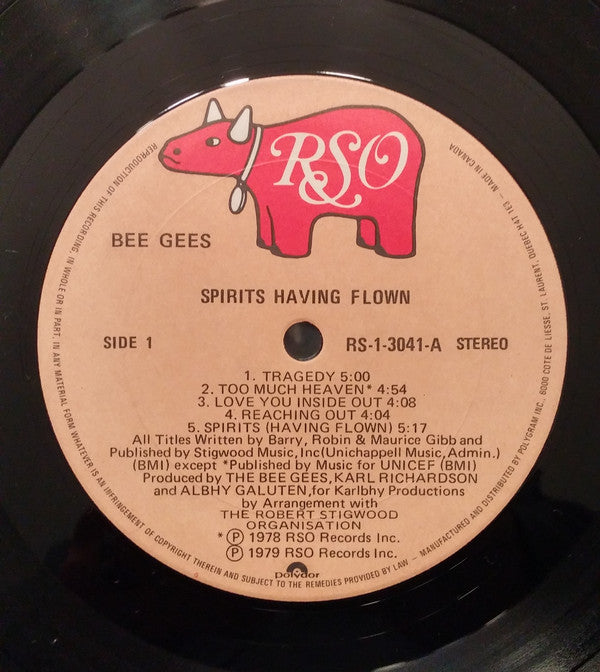 RSO
BEE GEES
SPIRITS HAVING FLOWN
SIDE 1
RS-1-3041-A STEREO
1. TRAGEDY 5:00
2. TOO MUCH HEAVEN* 4:54
3. LOVE YOU INSIDE OUT 4:08
4. REACHING OUT 4:04
5. SPIRITS (HAVING FLOWN) 5:17
All Titles Written by Barry, Robin & Maurice Gibb and
Published by Stigwood Music, Inc(Unichappell Music, Admin.)
(BMI) except *Published by Music for UNICEF (BMI)
Produced by THE BEE GEES, KARL RICHARDSON
and ALBHY GALUTEN, for Karlbhy Productions
by Arrangement with
THE ROBERT STIGWOOD
ORGANISATION
* Ⓟ 1978 RSO Records Inc.
Ⓟ 1979 RSO Records Inc.
polydor
REPRODUCTION OF THIS RECORDING, IN WHOLE OR IN PART, IN ANY MATERIAL FORM WHATEVER IS AN INFRINGEMENT OF COPYRIGHT THEREIN AND SUBJECT TO THE REMEDIES PROVIDED BY LAW – MANUFACTURED AND DISTRIBUTED BY POLYGRAM INC., 6000 COTE DE LIESSE, ST. LAURENT, QUEBEC H4T 1E3 – MADE IN CANADA